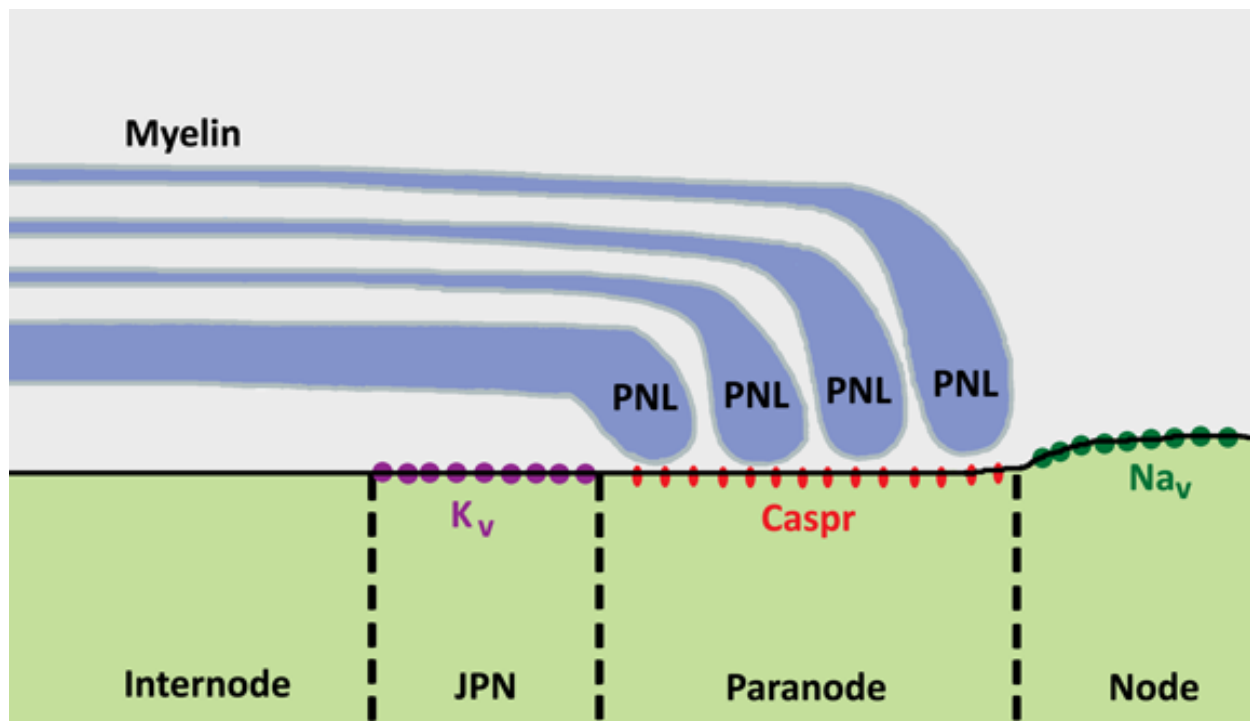 Myelin
PNL PNL PNL PNL
Kv Caspr Nav
Internode JPN Paranode Node